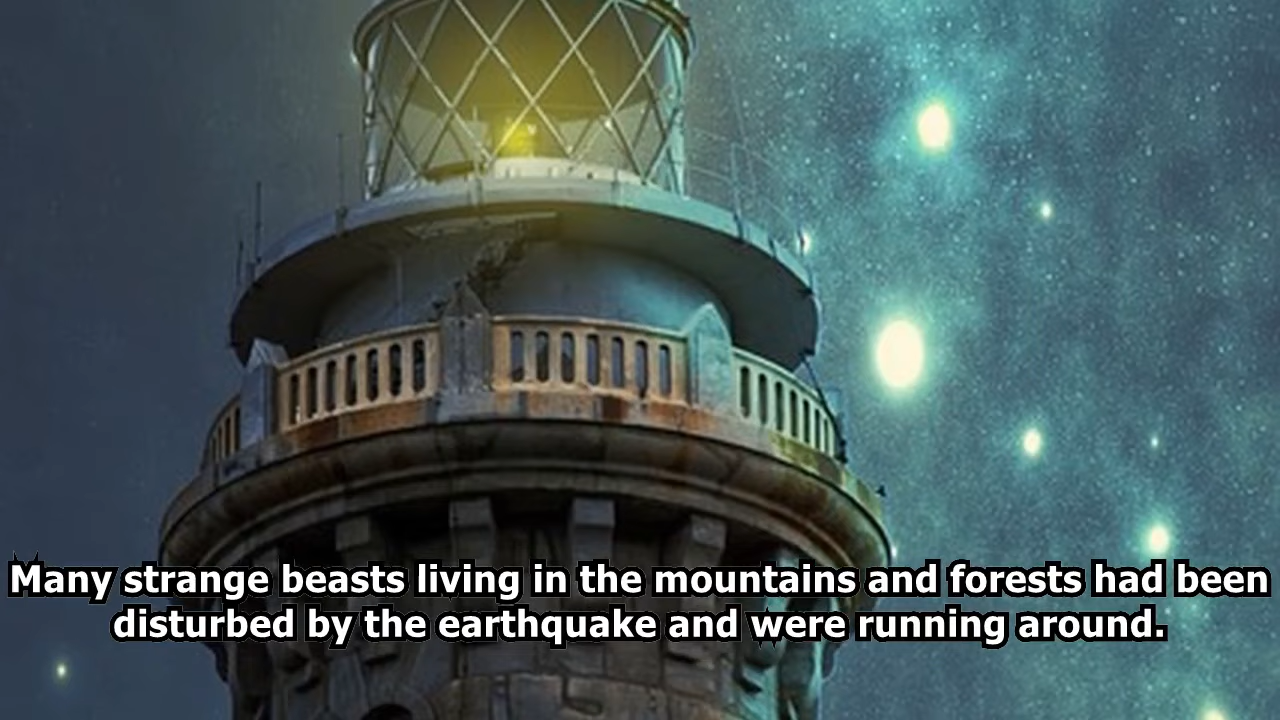 Many strange beasts living in the mountains and forests had been
disturbed by the earthquake and were running around.